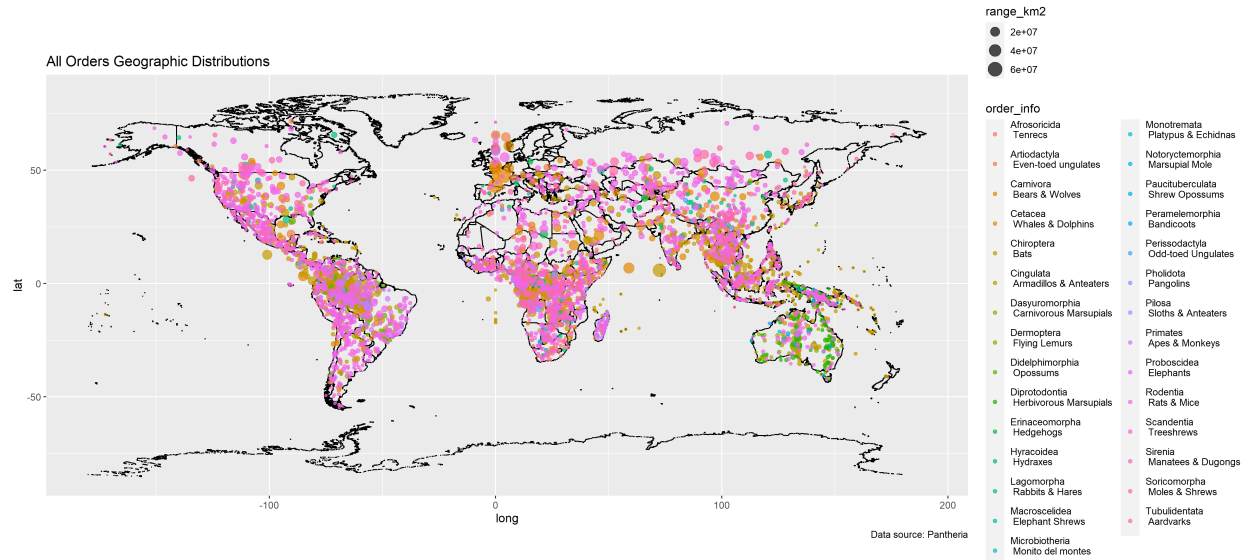 All Orders Geographic Distributions
50
0
-50
lat
-100
0
100
200
long
Data source: Pantheria
range_km2
2e+07
4e+07
6e+07
order_info
Afrosoricida
Tenrecs
Artiodactyla
Even-toed ungulates
Carnivora
Bears & Wolves
Cetacea
Whales & Dolphins
Chiroptera
Bats
Cingulata
Armadillos & Anteaters
Dasyuromorphia
Carnivorous Marsupials
Dermoptera
Flying Lemurs
Didelphimorphia
Opossums
Diprotodontia
Herbivorous Marsupials
Erinaceomorpha
Hedgehogs
Hyracoidea
Hydraxes
Lagomorpha
Rabbits & Hares
Macroscelidea
Elephant Shrews
Microbiotheria
Monito del montes
Monotremata
Platypus & Echidnas
Notoryctemorphia
Marsupial Mole
Paucituberculata
Shrew Opossums
Peramelemorphia
Bandicoots
Perissodactyla
Odd-toed Ungulates
Pholidota
Pangolins
Pilosa
Sloths & Anteaters
Primates
Apes & Monkeys
Proboscidea
Elephants
Rodentia
Rats & Mice
Scandentia
Treeshrews
Sirenia
Manatees & Dugongs
Soricomorpha
Moles & Shrews
Tubulidentata
Aardvarks